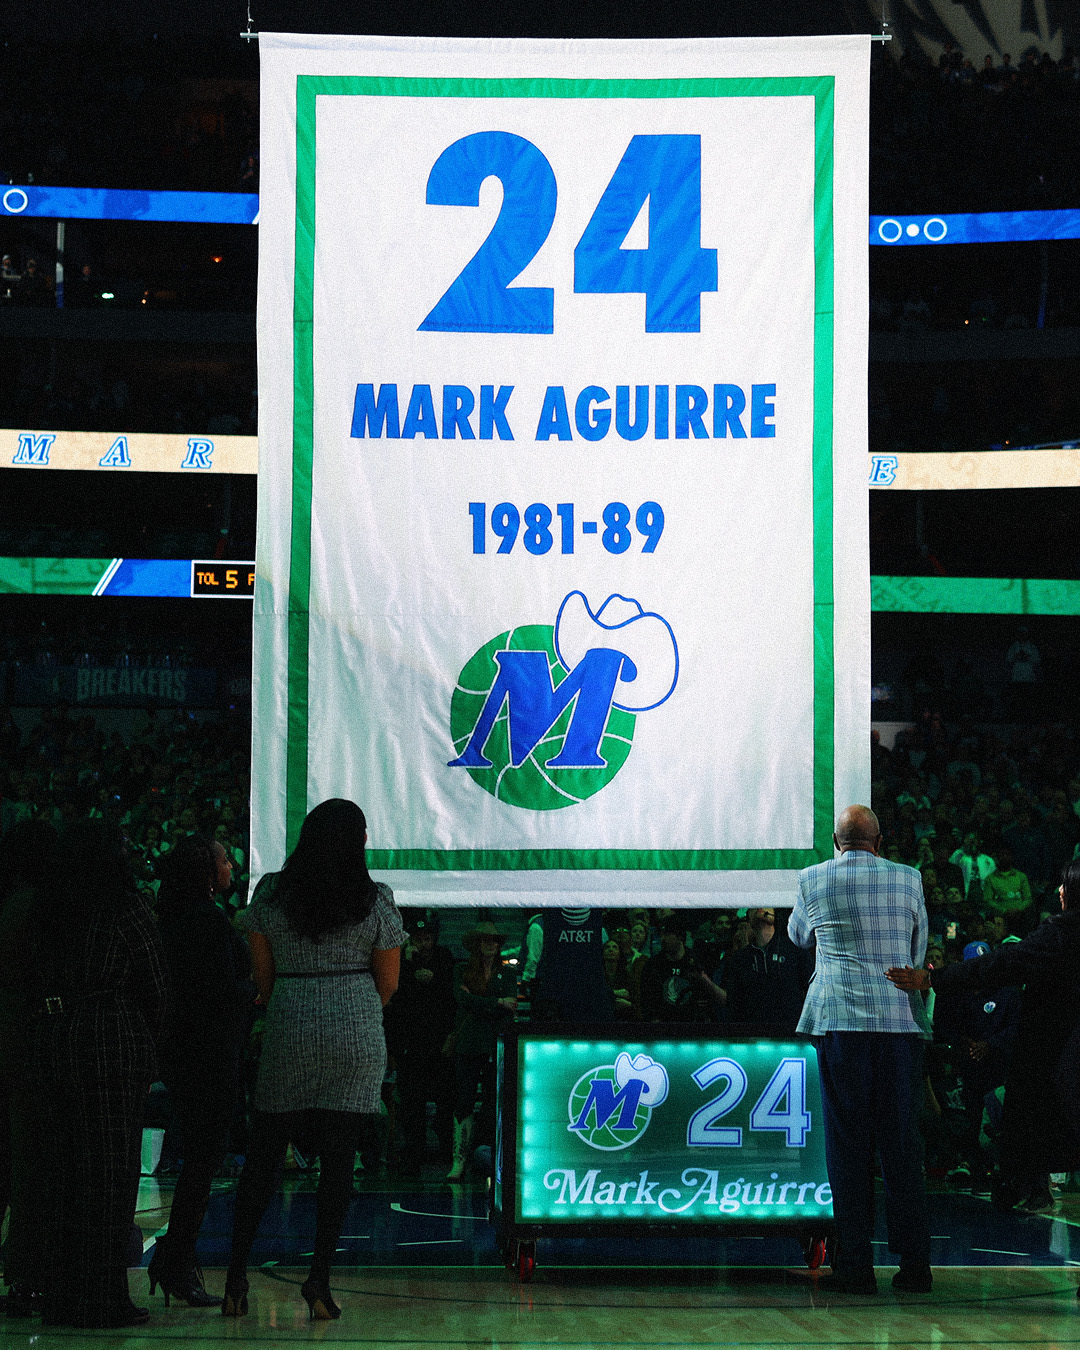 24
MARK AGUIRRE
1981-89
M
M A R
E
TOL 5 F
BREAKERS
AT&T
M 24
Mark Aguirre